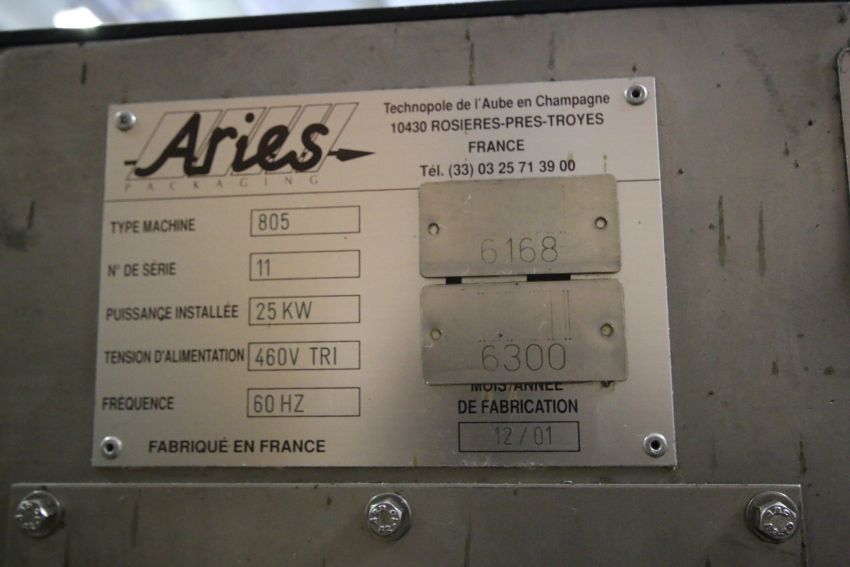 Aries
PACKAGING
Technopole de l'Aube en Champagne
10430 ROSIERES-PRES-TROYES
FRANCE
Tél. (33) 03 25 71 39 00
TYPE MACHINE 805
N° DE SÉRIE 11
PUISSANCE INSTALLÉE 25 KW
TENSION D'ALIMENTATION 460V TRI
FRÉQUENCE 60 HZ
FABRIQUÉ EN FRANCE
6168
6300
MOIS/ANNÉE
DE FABRICATION
12/01